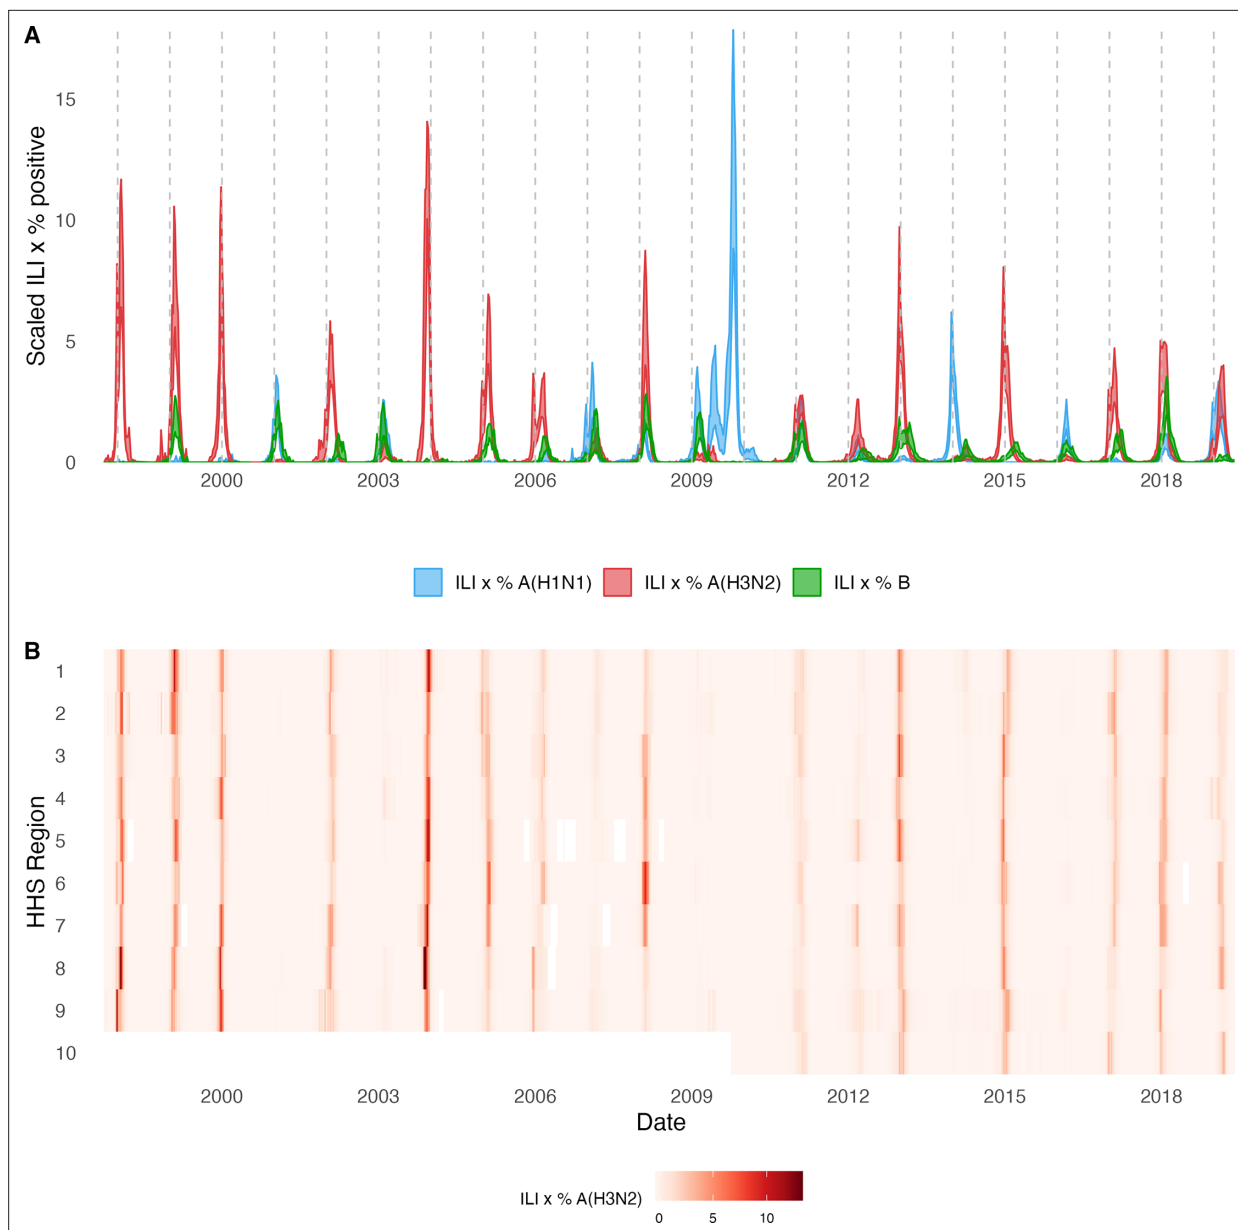 A
Scaled ILI x % positive
15
10
5
0
2000 2003 2006 2009 2012 2015 2018
ILI x % A(H1N1) ILI x % A(H3N2) ILI x % B
B
HHS Region
1
2
3
4
5
6
7
8
9
10
2000 2003 2006 2009 2012 2015 2018
Date
ILI x % A(H3N2)
0 5 10